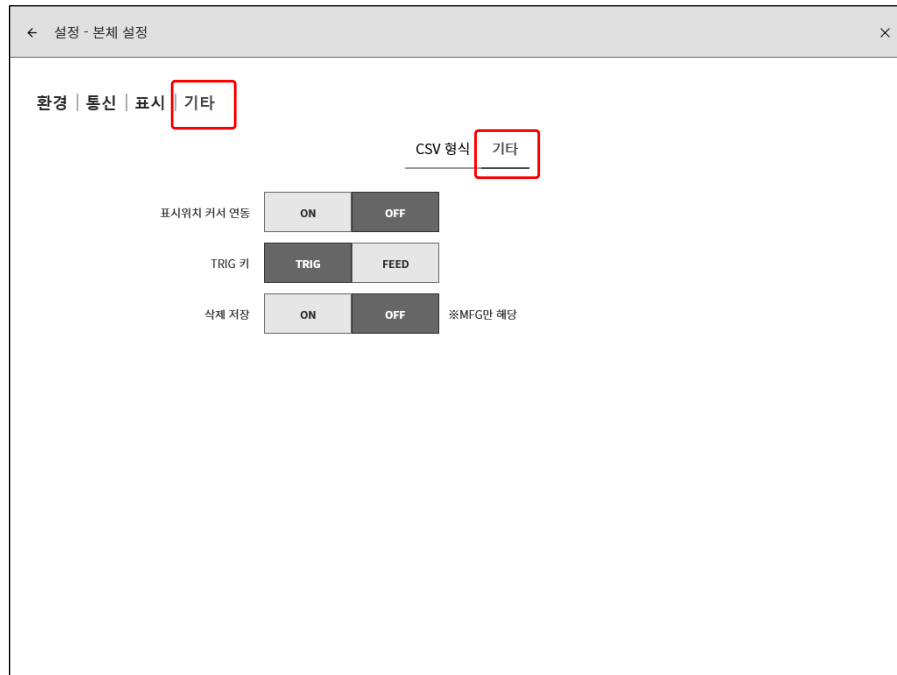 ← 설정 - 본체 설정 ×
환경 | 통신 | 표시 | 기타
CSV 형식 기타
표시위치 커서 연동 ON OFF
TRIG 키 TRIG FEED
삭제 저장 ON OFF ※MFG만 해당